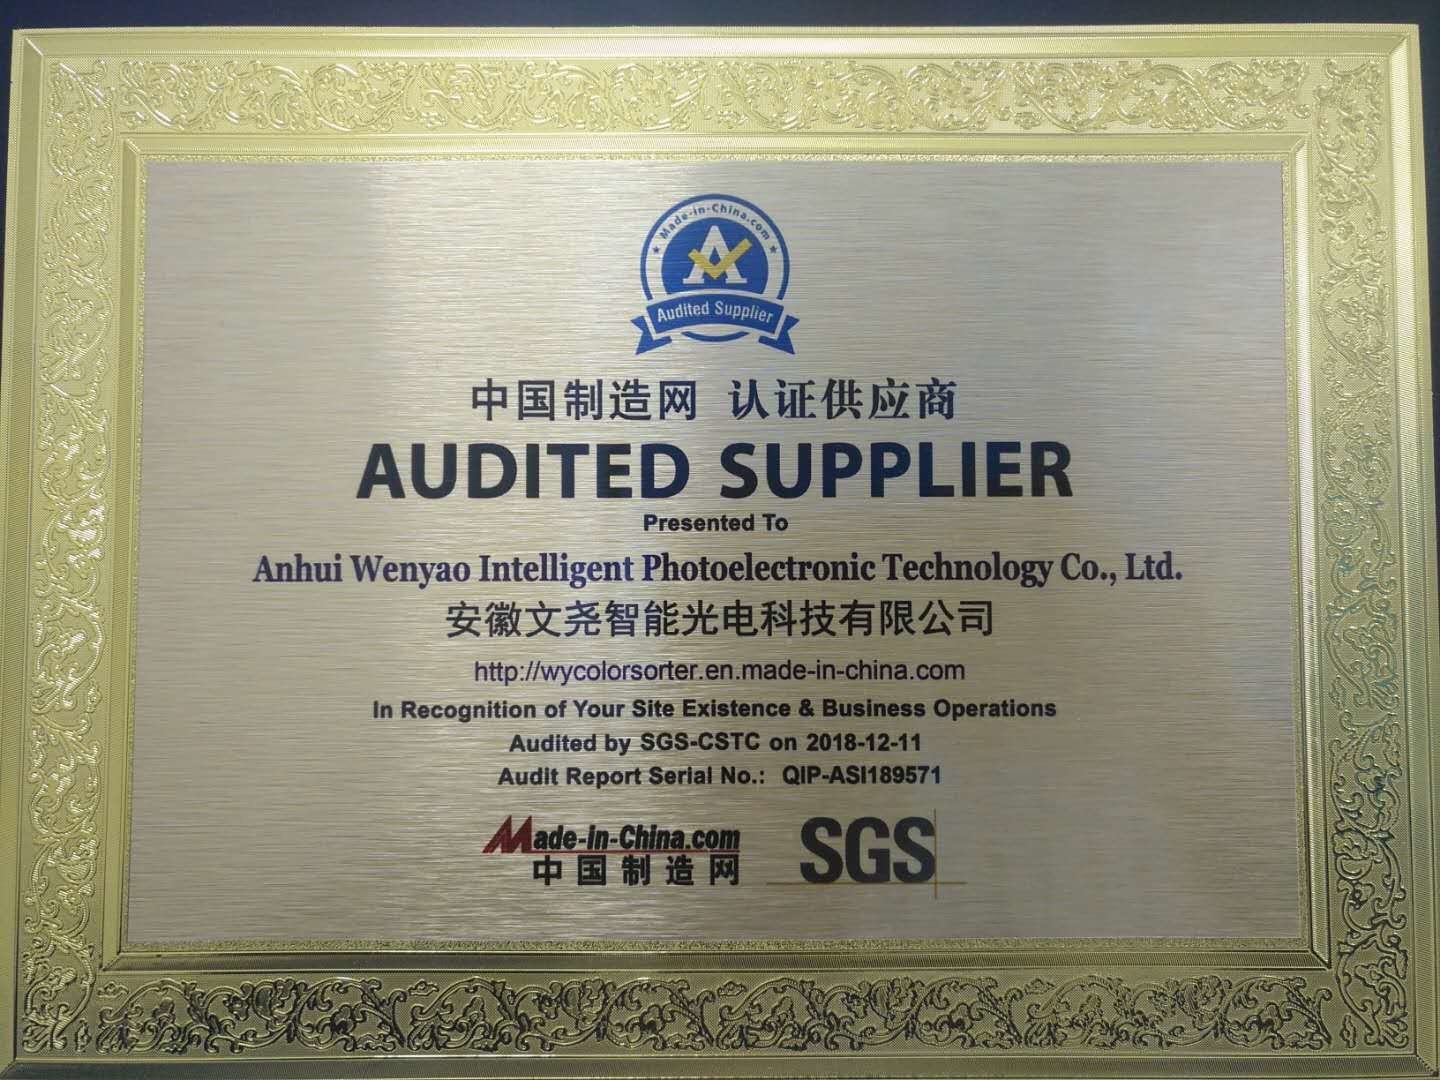 Made-in-China.com
Audited Supplier
中国制造网 认证供应商
AUDITED SUPPLIER
Presented To
Anhui Wenyao Intelligent Photoelectronic Technology Co., Ltd.
安徽文尧智能光电科技有限公司
http://wycolorsorter.en.made-in-china.com
In Recognition of Your Site Existence & Business Operations
Audited by SGS-CSTC on 2018-12-11
Audit Report Serial No.: QIP-ASI189571
Made-in-China.com
中国制造网
SGS